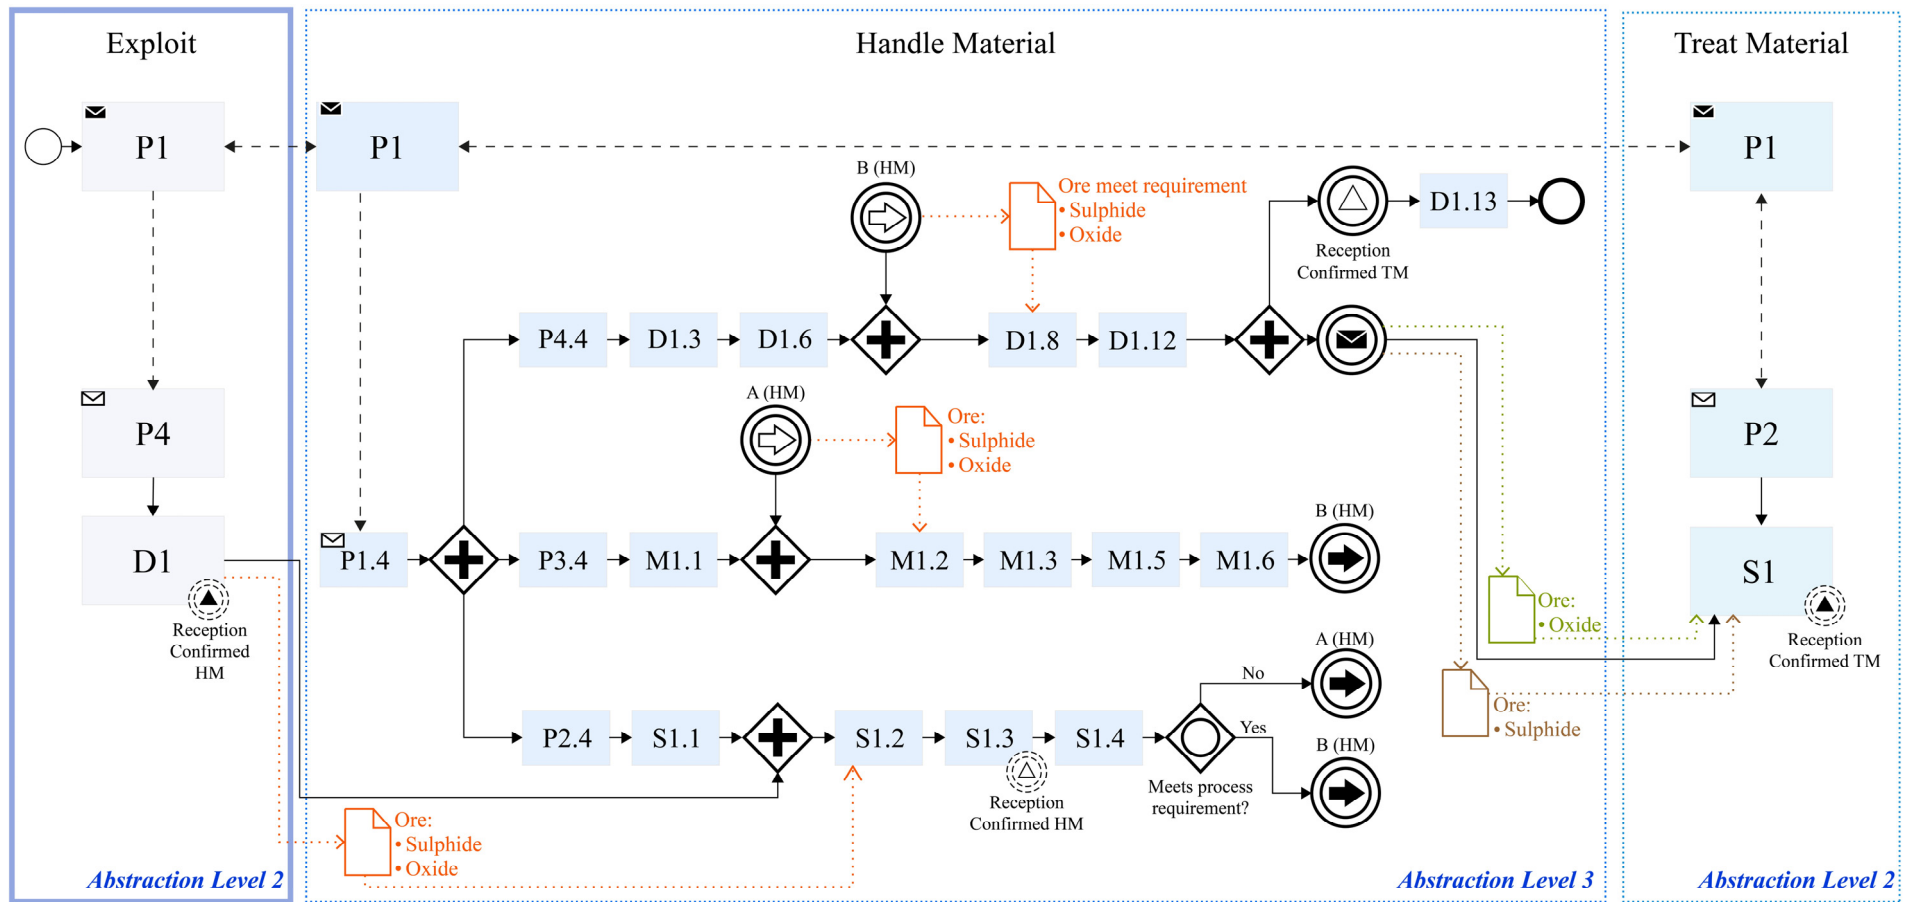 Exploit
Handle Material
Treat Material
P1
P1
P1
B (HM)
Ore meet requirement
• Sulphide
• Oxide
D1.13
Reception
Confirmed TM
P4.4
D1.3
D1.6
D1.8
D1.12
A (HM)
Ore:
• Sulphide
• Oxide
P4
P2
D1
P1.4
P3.4
M1.1
M1.2
M1.3
M1.5
M1.6
B (HM)
S1
Reception
Confirmed
HM
Ore:
• Oxide
Reception
Confirmed TM
A (HM)
No
P2.4
S1.1
S1.2
S1.3
S1.4
Yes
B (HM)
Meets process
requirement?
Ore:
• Sulphide
Reception
Confirmed HM
Ore:
• Sulphide
• Oxide
Abstraction Level 2
Abstraction Level 3
Abstraction Level 2